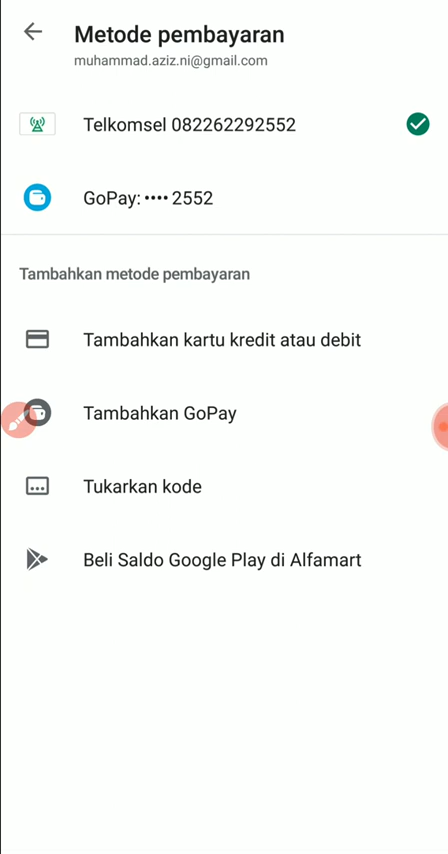 Metode pembayaran
muhammad.aziz.ni@gmail.com
Telkomsel 082262292552
GoPay: •••• 2552
Tambahkan metode pembayaran
Tambahkan kartu kredit atau debit
Tambahkan GoPay
Tukarkan kode
Beli Saldo Google Play di Alfamart